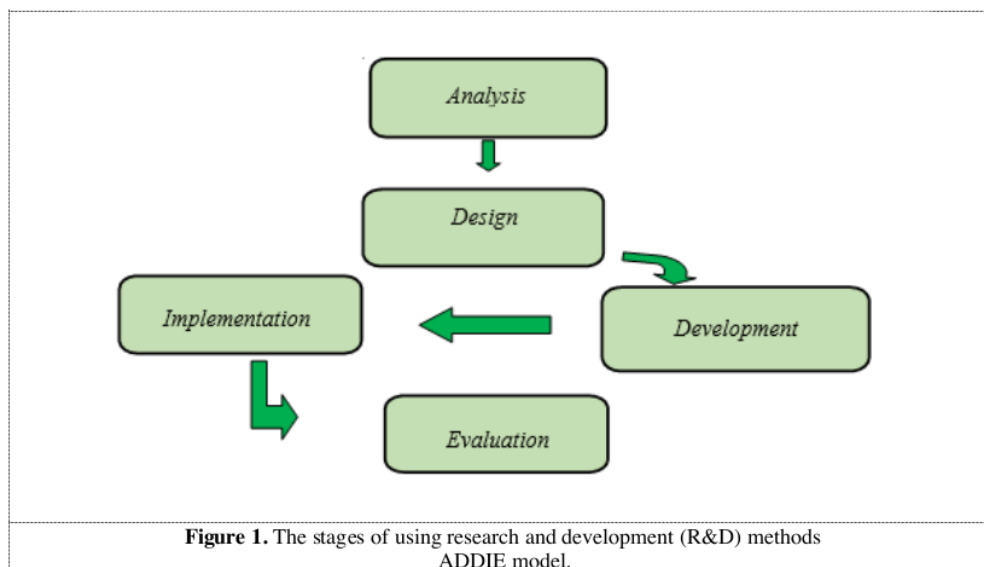 Analysis
Design
Implementation
Development
Evaluation
Figure 1. The stages of using research and development (R&D) methods
ADDIE model.